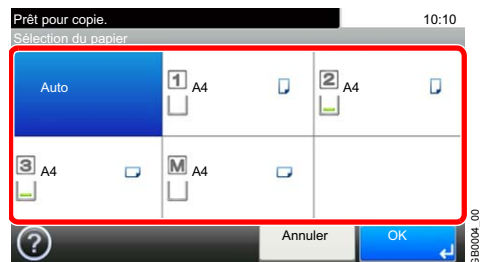 Prêt pour copie. 10:10
Sélection du papier
Auto
1 A4
2 A4
3 A4
M A4
? Annuler OK
GB0004_00